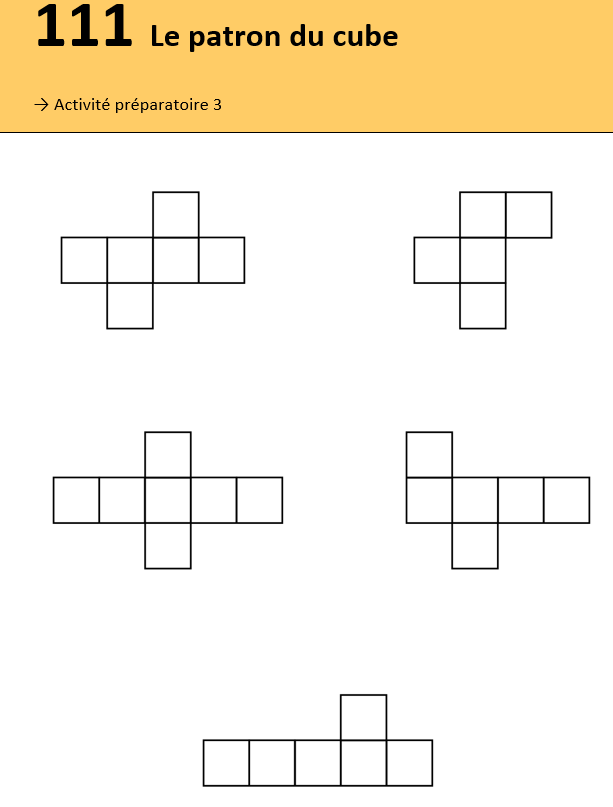 111 Le patron du cube
→ Activité préparatoire 3